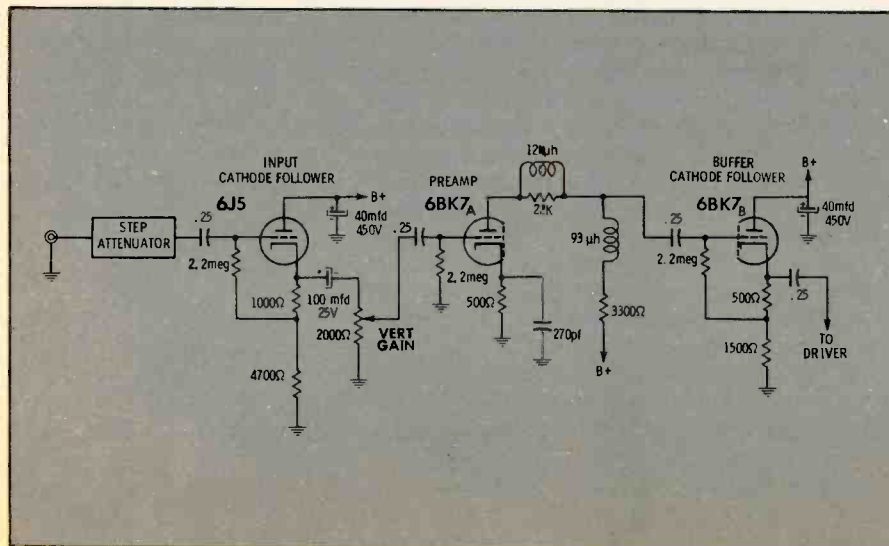 INPUT
CATHODE FOLLOWER
6J5
B+
40mfd
450V
STEP
ATTENUATOR
.25
2.2meg
1000Ω
100 mfd
25V
2000Ω
VERT
GAIN
4700Ω
PREAMP
6BK7A
.25
2.2meg
500Ω
270pf
22K
93 μh
3300Ω
B+
BUFFER
CATHODE FOLLOWER
6BK7B
B+
40mfd
450V
.25
2.2meg
500Ω
.25
1500Ω
TO
DRIVER